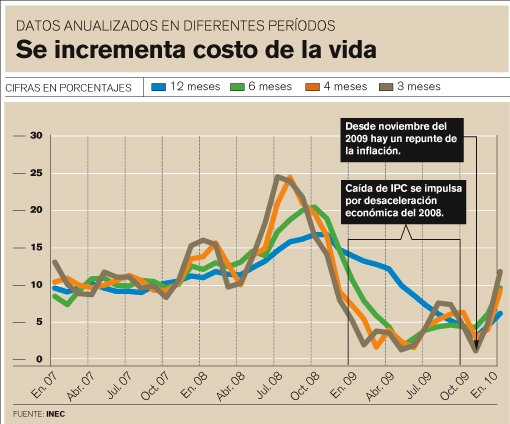 DATOS ANUALIZADOS EN DIFERENTES PERÍODOS
Se incrementa costo de la vida
CIFRAS EN PORCENTAJES
12 meses
6 meses
4 meses
3 meses
Desde noviembre del
2009 hay un repunte de
la inflación.
Caída de IPC se impulsa
por desaceleración
económica del 2008.
30
25
20
15
10
5
0
En. 07
Abr. 07
Jul. 07
Oct. 07
En. 08
Abr. 08
Jul. 08
Oct. 08
En. 09
Abr. 09
Jul. 09
Oct. 09
En. 10
FUENTE: INEC